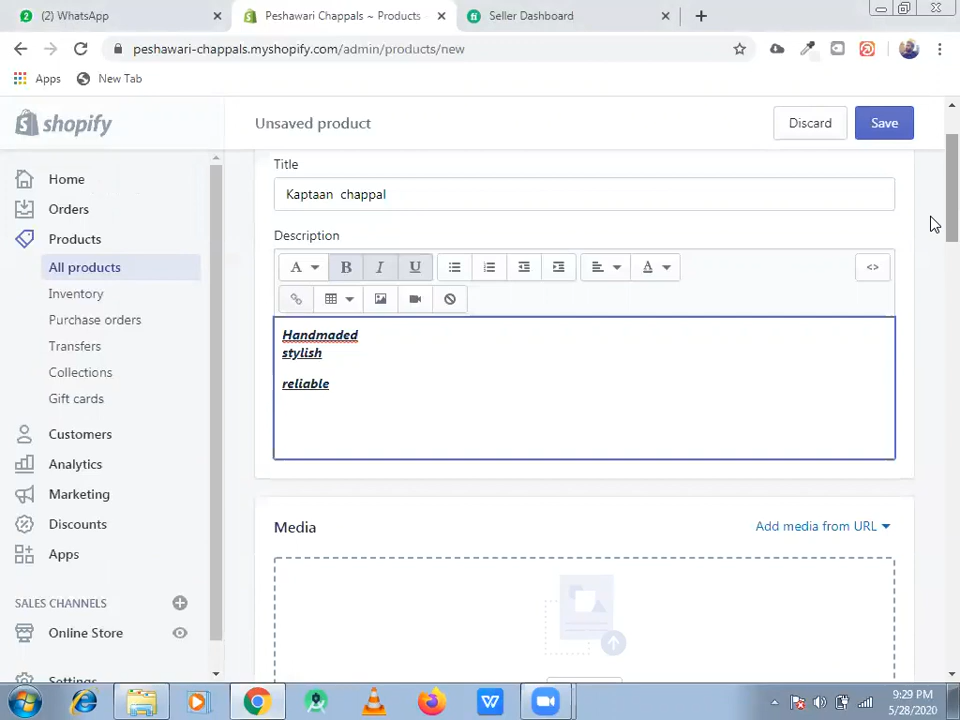 2 (2) WhatsApp
Peshawari Chappals ~ Products
Seller Dashboard
peshawari-chappals.myshopify.com/admin/products/new
Apps
New Tab
shopify
Unsaved product
Discard
Save
Home
Orders
Products
All products
Inventory
Purchase orders
Transfers
Collections
Gift cards
Customers
Analytics
Marketing
Discounts
Apps
SALES CHANNELS
Online Store
Settings
Title
Kaptaan chappal
Description
A B I U A <>
Handmaded
stylish
reliable
Media
Add media from URL
9:29 PM
5/28/2020